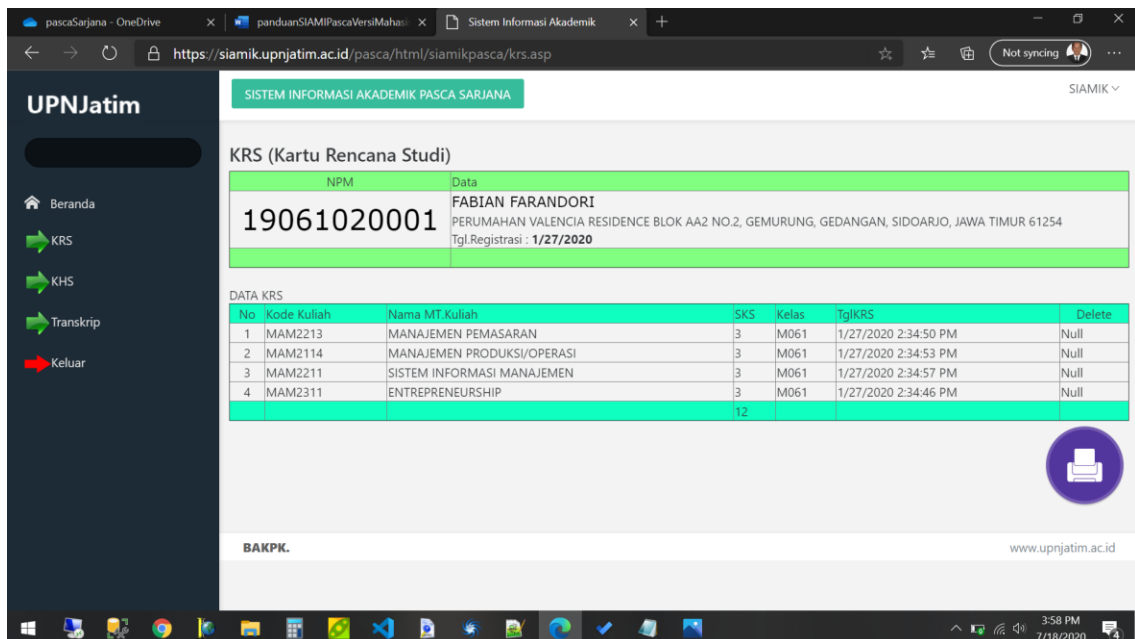 pascaSarjana - OneDrive
panduanSIAMIPascaVersiMahasi
Sistem Informasi Akademik
https://siamik.upnjatim.ac.id/pasca/html/siamikpasca/krs.asp
Not syncing
UPNJatim
SISTEM INFORMASI AKADEMIK PASCA SARJANA
SIAMIK
Beranda
KRS
KHS
Transkrip
Keluar
KRS (Kartu Rencana Studi)
NPM Data
19061020001
FABIAN FARANDORI
PERUMAHAN VALENCIA RESIDENCE BLOK AA2 NO.2, GEMURUNG, GEDANGAN, SIDOARJO, JAWA TIMUR 61254
Tgl.Registrasi : 1/27/2020
DATA KRS
No Kode Kuliah Nama MT.Kuliah SKS Kelas TglKRS Delete
1 MAM2213 MANAJEMEN PEMASARAN 3 M061 1/27/2020 2:34:50 PM Null
2 MAM2114 MANAJEMEN PRODUKSI/OPERASI 3 M061 1/27/2020 2:34:53 PM Null
3 MAM2211 SISTEM INFORMASI MANAJEMEN 3 M061 1/27/2020 2:34:57 PM Null
4 MAM2311 ENTREPRENEURSHIP 3 M061 1/27/2020 2:34:46 PM Null
12
BAKPK.
www.upnjatim.ac.id
3:58 PM
7/18/2020
4